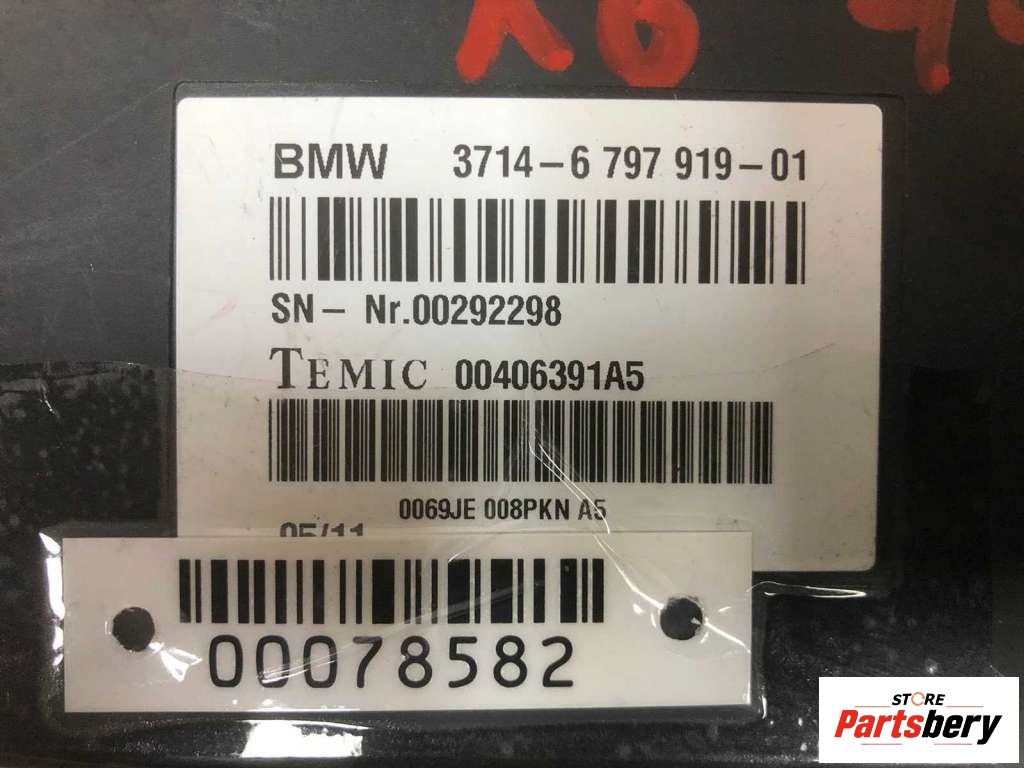 BMW 3714-6 797 919-01
SN- Nr.00292298
TEMIC 00406391A5
0069JE 008PKN A5
05/11
00078582
STORE
Partsbery